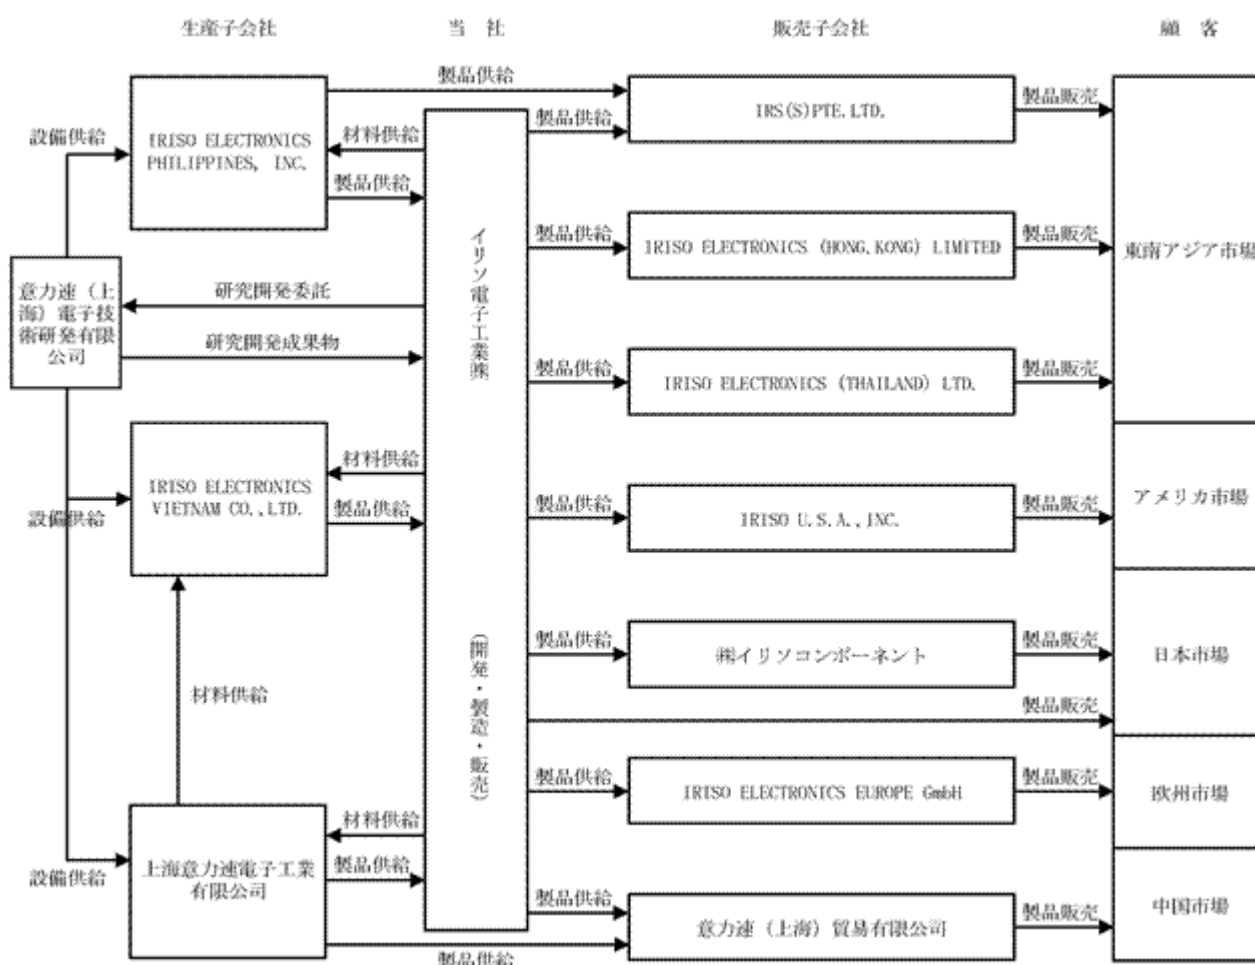 生産子会社
当 社
販売子会社
顧 客
製品供給
設備供給
IRISO ELECTRONICS
PHILIPPINES, INC.
材料供給
製品供給
製品供給
IRS(S)PTE.LTD.
製品販売
製品供給
IRISO ELECTRONICS (HONG.KONG) LIMITED
製品販売
東南アジア市場
意力速（上
海）電子技
術研発有限
公司
研究開発委託
研究開発成果物
イリソ電子工業㈱
（開発・製造・販売）
製品供給
IRISO ELECTRONICS (THAILAND) LTD.
製品販売
設備供給
IRISO ELECTRONICS
VIETNAM CO.,LTD.
材料供給
製品供給
製品供給
IRISO U.S.A.,INC.
製品販売
アメリカ市場
製品供給
㈱イリソコンポーネント
製品販売
日本市場
製品販売
材料供給
製品供給
IRISO ELECTRONICS EUROPE GmbH
製品販売
欧州市場
設備供給
上海意力速電子工業
有限公司
材料供給
製品供給
製品供給
製品供給
意力速（上海）貿易有限公司
製品販売
中国市場